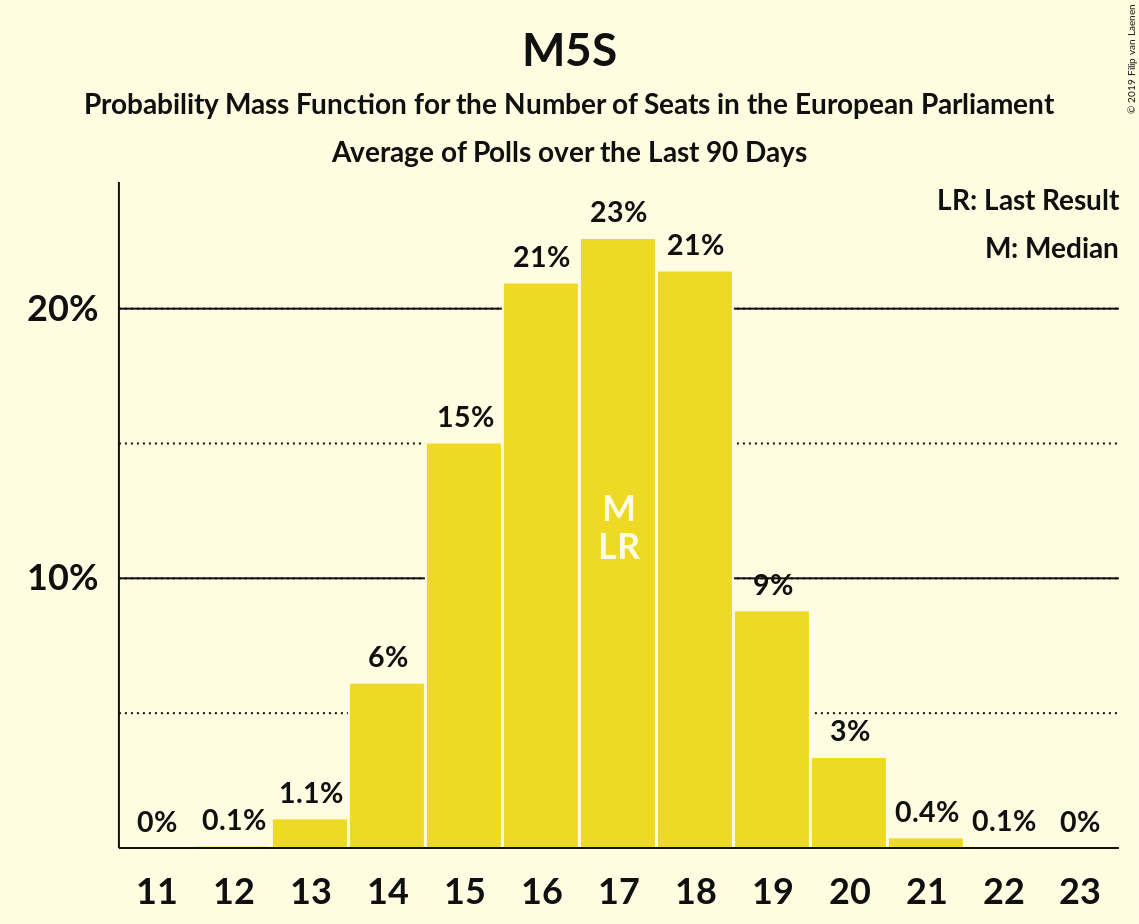 M5S
Probability Mass Function for the Number of Seats in the European Parliament
Average of Polls over the Last 90 Days
© 2019 Filip van Laenen
LR: Last Result
M: Median
23%
21%
21%
20%
15%
M
LR
10%
9%
6%
3%
1.1%
0.4%
0%
0.1%
0.1%
0%
11 12 13 14 15 16 17 18 19 20 21 22 23